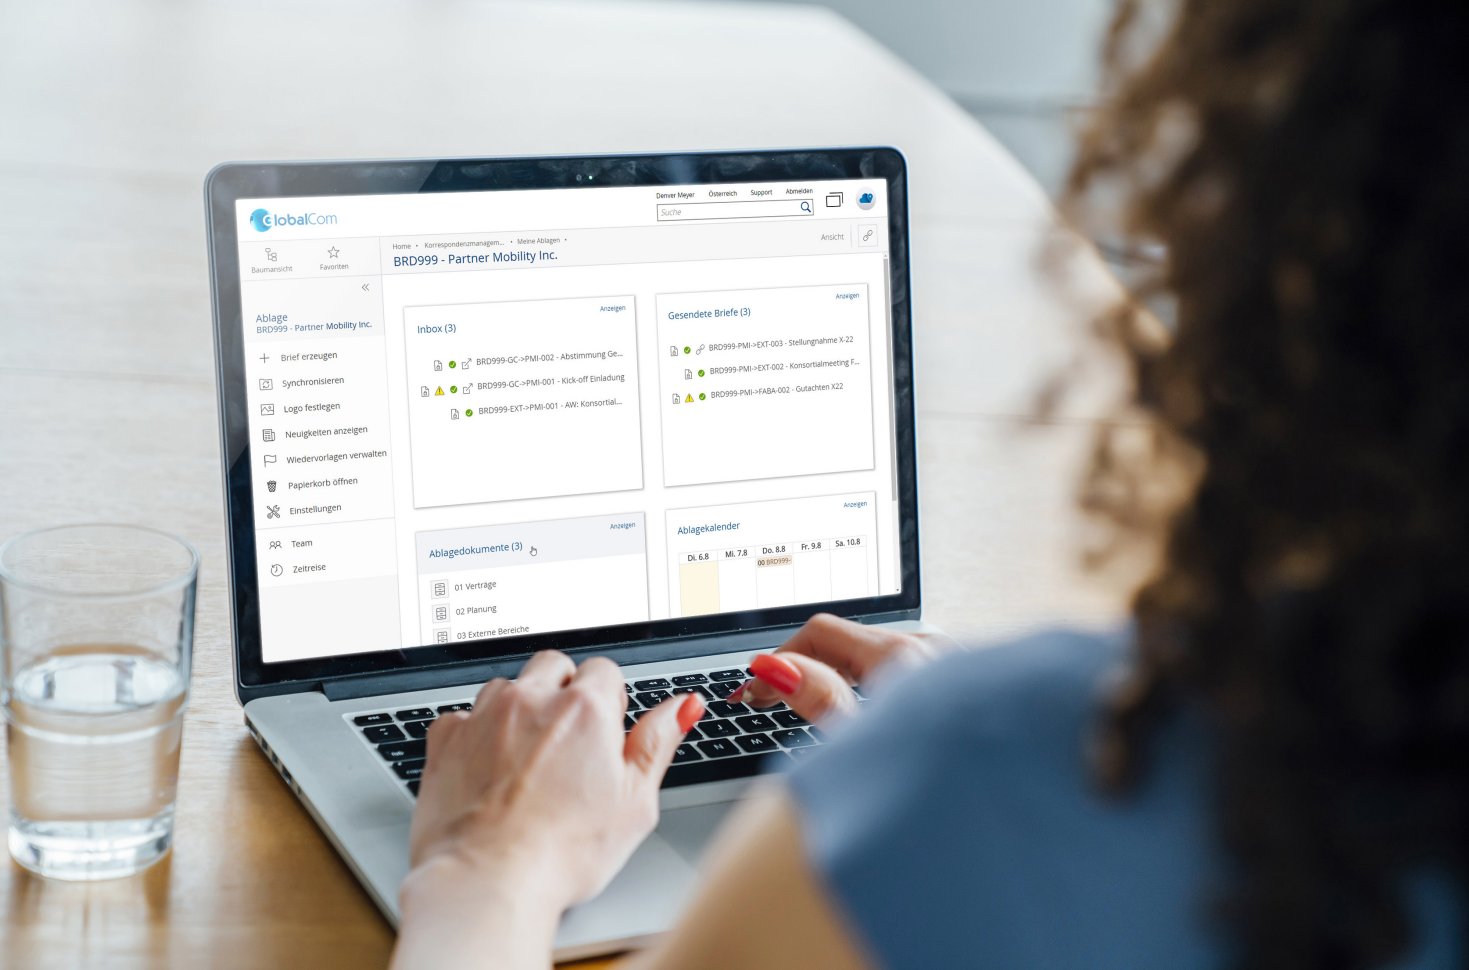 GlobalCom
Denver Meyer Österreich Support Abmelden
Suche
Baumansicht Favoriten
Home • Korrespondenzmanagem... • Meine Ablagen •
BRD999 - Partner Mobility Inc.
Ansicht
Ablage
BRD999 - Partner Mobility Inc.
Brief erzeugen
Synchronisieren
Logo festlegen
Neuigkeiten anzeigen
Wiedervorlagen verwalten
Papierkorb öffnen
Einstellungen
Team
Zeitreise
Anzeigen
Inbox (3)
BRD999-GC->PMI-002 - Abstimmung Ge...
BRD999-GC->PMI-001 - Kick-off Einladung
BRD999-EXT->PMI-001 - AW: Konsortial...
Anzeigen
Gesendete Briefe (3)
BRD999-PMI->EXT-003 - Stellungnahme X-22
BRD999-PMI->EXT-002 - Konsortialmeeting F...
BRD999-PMI->FABA-002 - Gutachten X22
Anzeigen
Ablagedokumente (3)
01 Verträge
02 Planung
03 Externe Bereiche
Anzeigen
Ablagekalender
Di. 6.8 Mi. 7.8 Do. 8.8 Fr. 9.8 Sa. 10.8
00 BRD999-
J K L
B N M